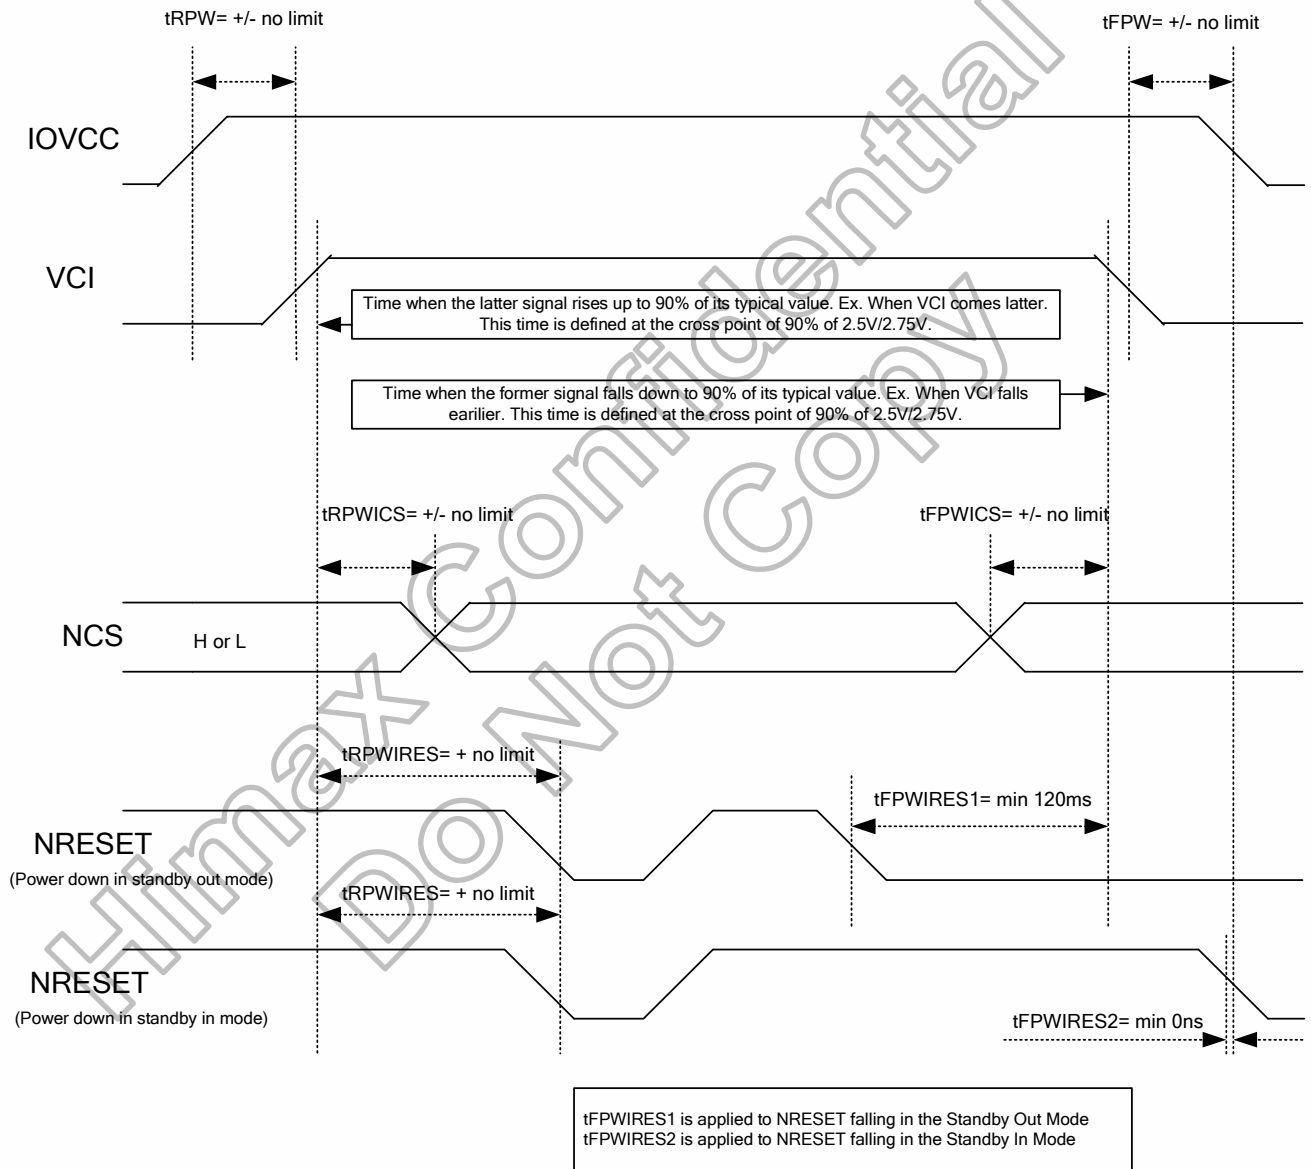 tRPW= +/- no limit
tFPW= +/- no limit
IOVCC
VCI
Time when the latter signal rises up to 90% of its typical value. Ex. When VCI comes latter.
This time is defined at the cross point of 90% of 2.5V/2.75V.
Time when the former signal falls down to 90% of its typical value. Ex. When VCI falls
earilier. This time is defined at the cross point of 90% of 2.5V/2.75V.
tRPWICS= +/- no limit
tFPWICS= +/- no limit
NCS
H or L
tRPWIRES= + no limit
tFPWIRES1= min 120ms
NRESET
(Power down in standby out mode)
tRPWIRES= + no limit
NRESET
(Power down in standby in mode)
tFPWIRES2= min 0ns
tFPWIRES1 is applied to NRESET falling in the Standby Out Mode
tFPWIRES2 is applied to NRESET falling in the Standby In Mode
Himax Confidential
Do Not Copy